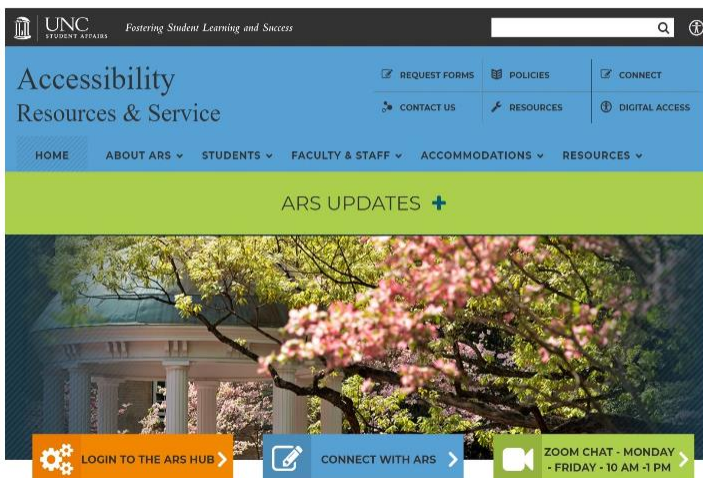 UNC
STUDENT AFFAIRS
Fostering Student Learning and Success
Accessibility
Resources & Service
REQUEST FORMS
POLICIES
CONNECT
CONTACT US
RESOURCES
DIGITAL ACCESS
HOME ABOUT ARS STUDENTS FACULTY & STAFF ACCOMMODATIONS RESOURCES
ARS UPDATES +
LOGIN TO THE ARS HUB
CONNECT WITH ARS
ZOOM CHAT - MONDAY
- FRIDAY - 10 AM -1 PM